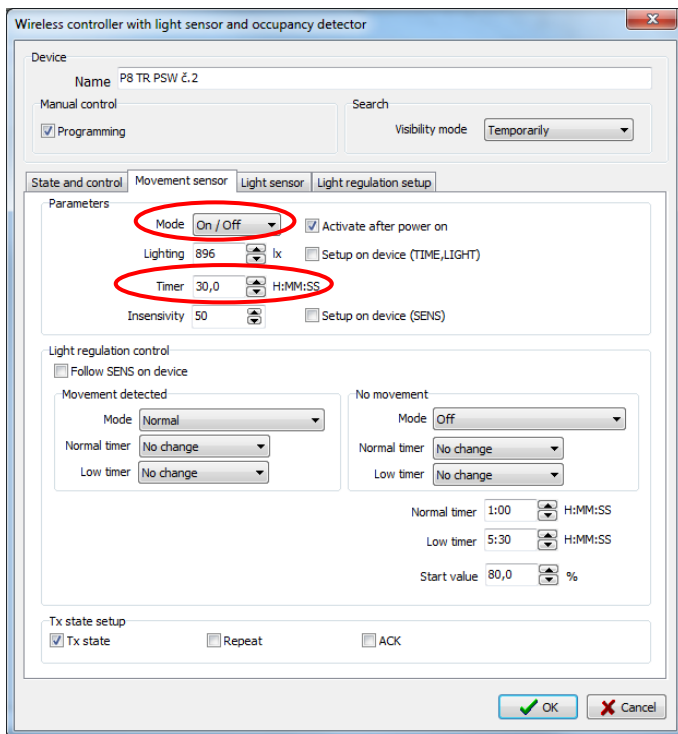 Wireless controller with light sensor and occupancy detector
Device
Name P8 TR PSW č.2
Manual control
Programming
Search
Visibility mode Temporarily
State and control Movement sensor Light sensor Light regulation setup
Parameters
Mode On / Off Activate after power on
Lighting 896 lx Setup on device (TIME,LIGHT)
Timer 30,0 H:MM:SS
Insensivity 50 Setup on device (SENS)
Light regulation control
Follow SENS on device
Movement detected
Mode Normal
Normal timer No change
Low timer No change
No movement
Mode Off
Normal timer No change
Low timer No change
Normal timer 1:00 H:MM:SS
Low timer 5:30 H:MM:SS
Start value 80,0 %
Tx state setup
Tx state Repeat ACK
OK Cancel